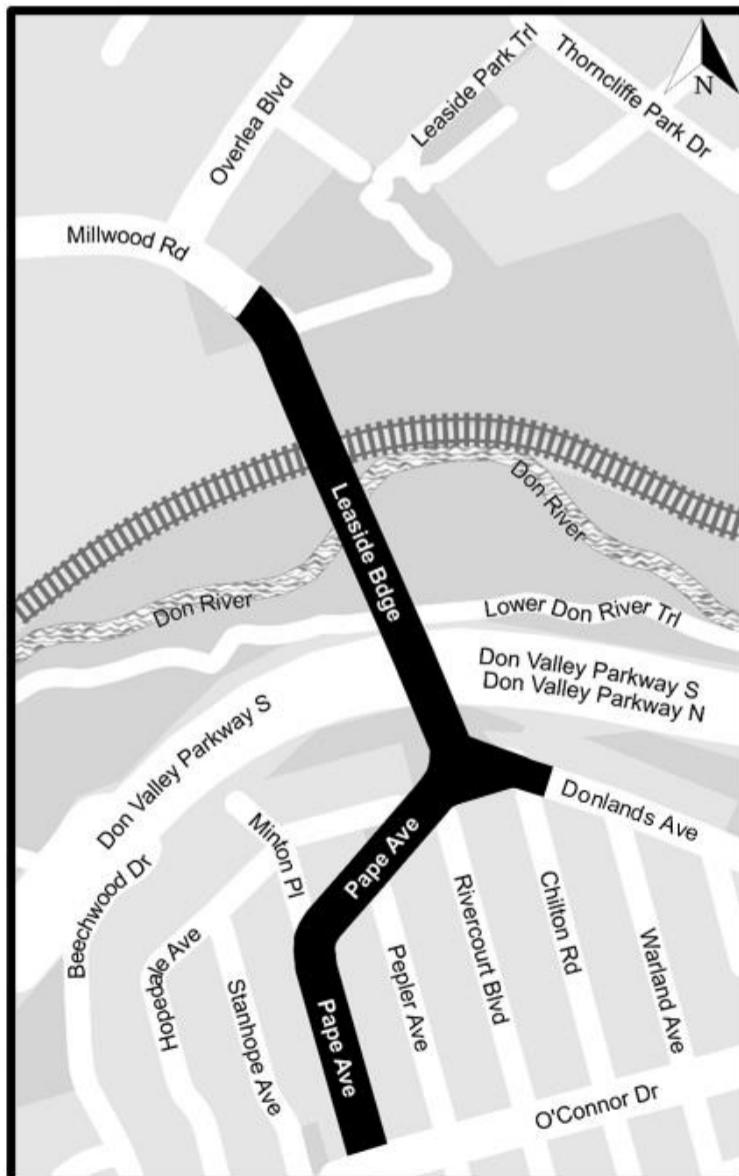 Leaside Park Trl
Thorncliffe Park Dr
N
Overlea Blvd
Millwood Rd
Don River
Leaside Bdge
Don River
Lower Don River Trl
Don Valley Parkway S
Don Valley Parkway N
Don Valley Parkway S
Donlands Ave
Minton Pl
Pape Ave
Beechwood Dr
Hopedale Ave
Rivercourt Blvd
Chilton Rd
Warland Ave
Pepler Ave
Stanhope Ave
Pape Ave
O'Connor Dr